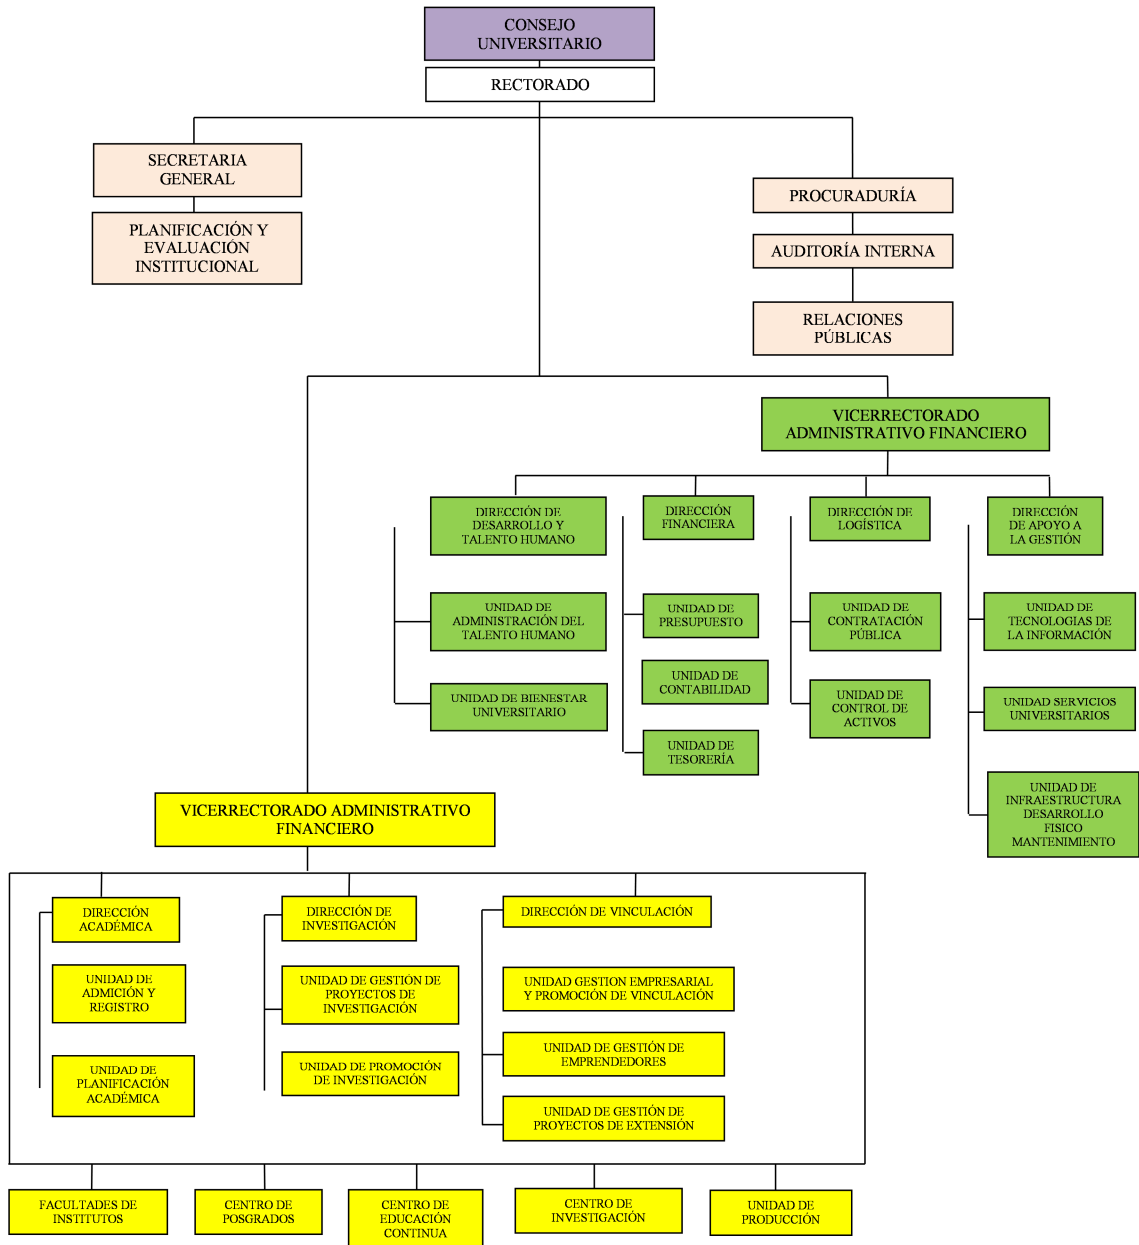 CONSEJO
UNIVERSITARIO
RECTORADO
SECRETARIA
GENERAL
PLANIFICACIÓN Y
EVALUACIÓN
INSTITUCIONAL
PROCURADURÍA
AUDITORÍA INTERNA
RELACIONES
PÚBLICAS
VICERRECTORADO
ADMINISTRATIVO FINANCIERO
DIRECCIÓN DE
DESARROLLO Y
TALENTO HUMANO
DIRECCIÓN
FINANCIERA
DIRECCIÓN DE
LOGÍSTICA
DIRECCIÓN
DE APOYO A
LA GESTIÓN
UNIDAD DE
ADMINISTRACIÓN DEL
TALENTO HUMANO
UNIDAD DE
PRESUPUESTO
UNIDAD DE
CONTRATACIÓN
PÚBLICA
UNIDAD DE
TECNOLOGIAS DE
LA INFORMACIÓN
UNIDAD DE BIENESTAR
UNIVERSITARIO
UNIDAD DE
CONTABILIDAD
UNIDAD DE
CONTROL DE
ACTIVOS
UNIDAD SERVICIOS
UNIVERSITARIOS
UNIDAD DE
TESORERÍA
UNIDAD DE
INFRAESTRUCTURA
DESARROLLO
FISICO
MANTENIMIENTO
VICERRECTORADO ADMINISTRATIVO
FINANCIERO
DIRECCIÓN
ACADÉMICA
DIRECCIÓN DE
INVESTIGACIÓN
DIRECCIÓN DE VINCULACIÓN
UNIDAD DE
ADMICIÓN Y
REGISTRO
UNIDAD DE GESTIÓN DE
PROYECTOS DE
INVESTIGACIÓN
UNIDAD GESTION EMPRESARIAL
Y PROMOCIÓN DE VINCULACIÓN
UNIDAD DE
PLANIFICACIÓN
ACADÉMICA
UNIDAD DE PROMOCIÓN
DE INVESTIGACIÓN
UNIDAD DE GESTIÓN DE
EMPRENDEDORES
UNIDAD DE GESTIÓN DE
PROYECTOS DE EXTENSIÓN
FACULTADES DE
INSTITUTOS
CENTRO DE
POSGRADOS
CENTRO DE
EDUCACIÓN
CONTINUA
CENTRO DE
INVESTIGACIÓN
UNIDAD DE
PRODUCCIÓN